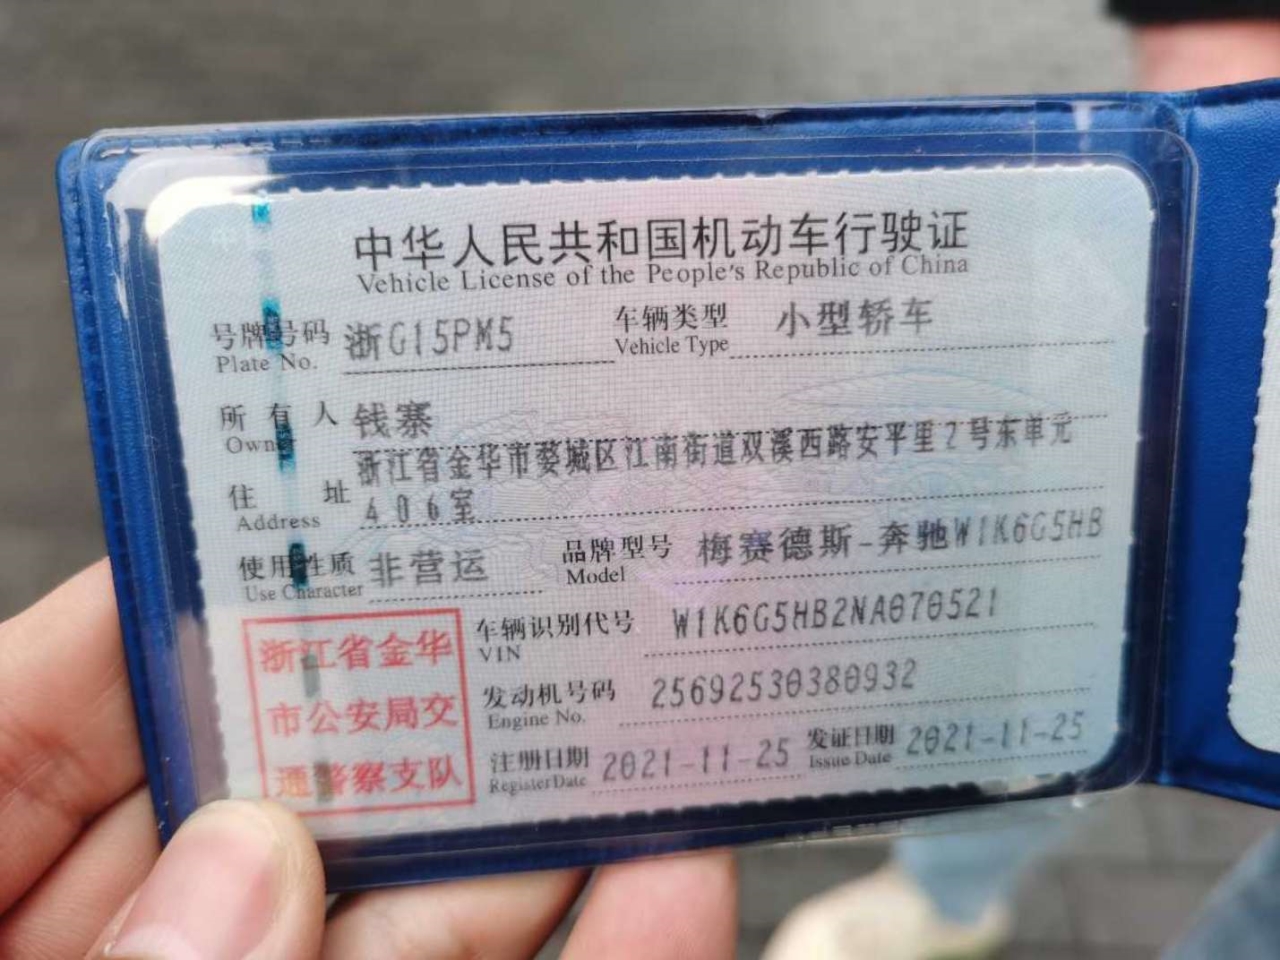 中华人民共和国机动车行驶证
Vehicle License of the People's Republic of China
号牌号码 浙G15PM5 车辆类型 小型轿车
Plate No. Vehicle Type
所有人 钱寨
Owner
浙江省金华市婺城区江南街道双溪西路安平里2号东单元
住址 406室
Address
使用性质 非营运 品牌型号 梅赛德斯-奔驰W1K6G5HB
Use Character Model
车辆识别代号 W1K6G5HB2NA070521
VIN
发动机号码 25692530380932
Engine No.
注册日期 2021-11-25 发证日期 2021-11-25
Register Date Issue Date
浙江省金华
市公安局交
通警察支队